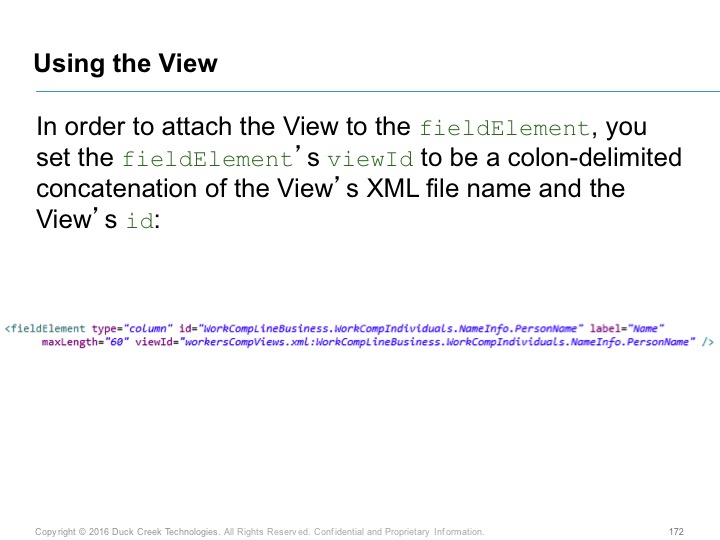 Using the View
In order to attach the View to the fieldElement, you
set the fieldElement’s viewId to be a colon-delimited
concatenation of the View’s XML file name and the
View’s id:
<fieldElement type="column" id="WorkCompLineBusiness.WorkCompIndividuals.NameInfo.PersonName" label="Name"
maxLength="60" viewId="workersCompViews.xml:WorkCompLineBusiness.WorkCompIndividuals.NameInfo.PersonName" />
Copyright © 2016 Duck Creek Technologies. All Rights Reserved. Confidential and Proprietary Information.
172